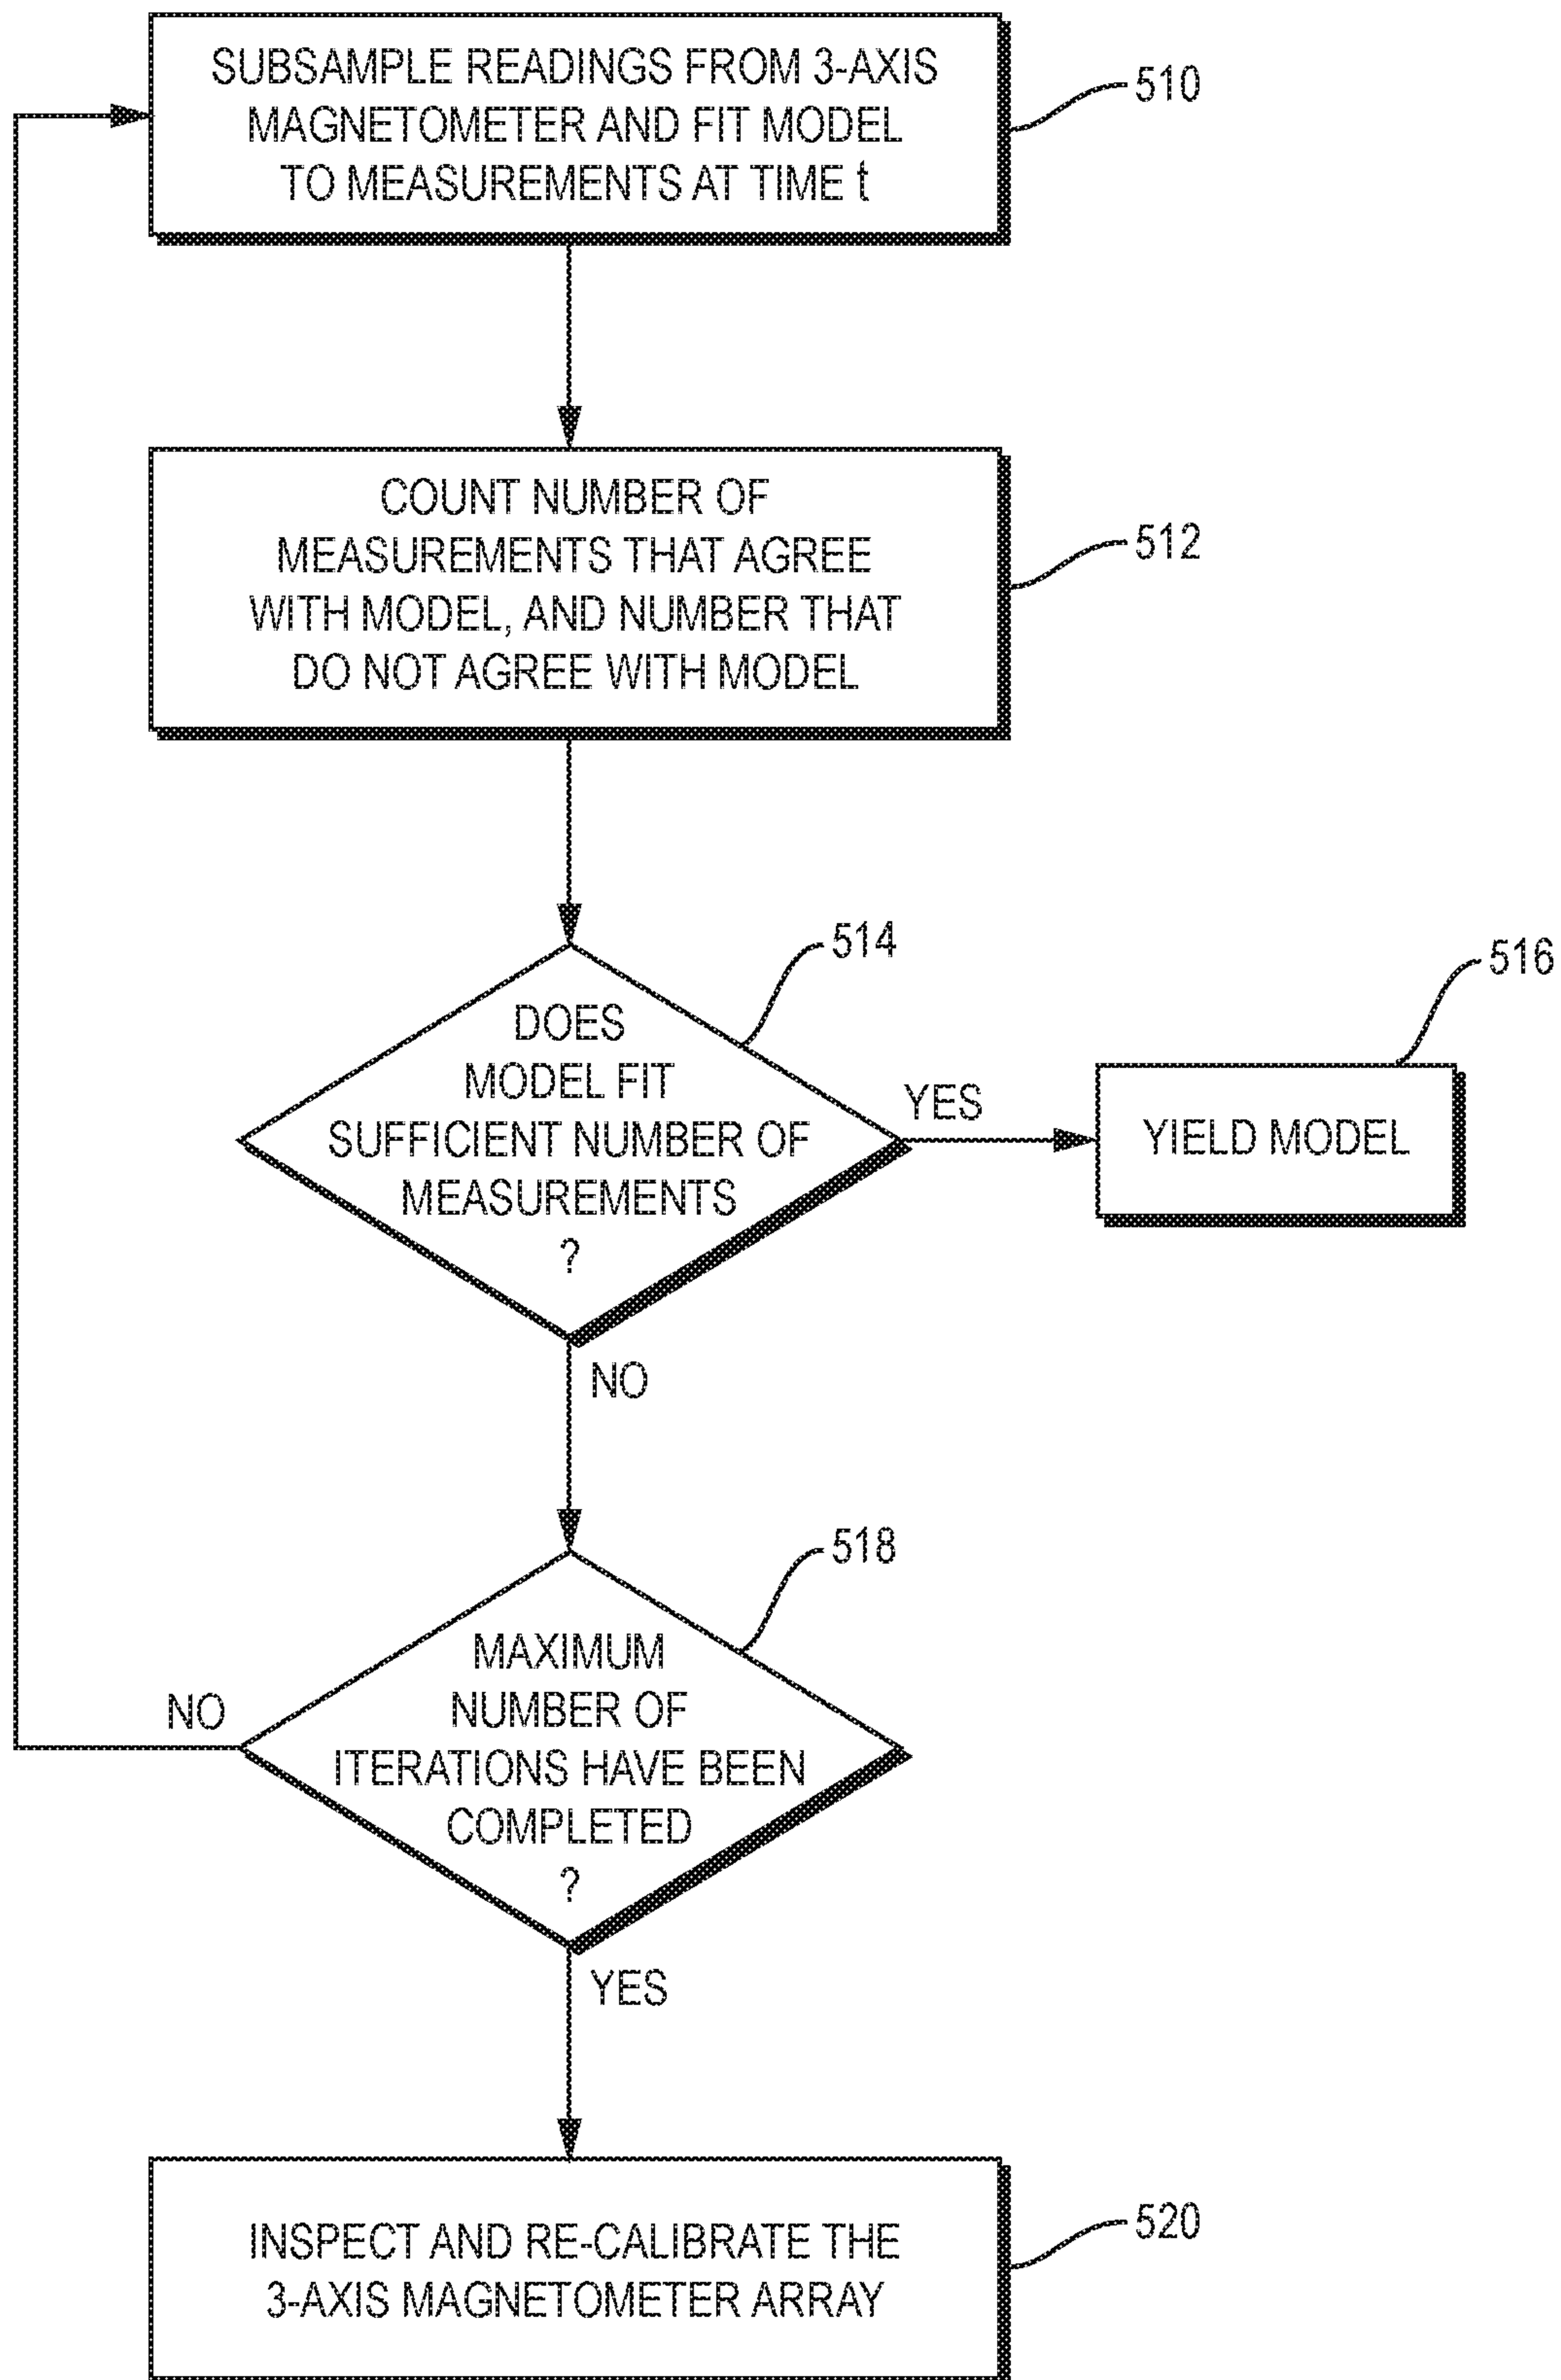 SUBSAMPLE READINGS FROM 3-AXIS
MAGNETOMETER AND FIT MODEL
TO MEASUREMENTS AT TIME t
510
COUNT NUMBER OF
MEASUREMENTS THAT AGREE
WITH MODEL, AND NUMBER THAT
DO NOT AGREE WITH MODEL
512
514
DOES
MODEL FIT
SUFFICIENT NUMBER OF
MEASUREMENTS
?
YES
516
YIELD MODEL
NO
518
MAXIMUM
NUMBER OF
ITERATIONS HAVE BEEN
COMPLETED
?
NO
YES
INSPECT AND RE-CALIBRATE THE
3-AXIS MAGNETOMETER ARRAY
520